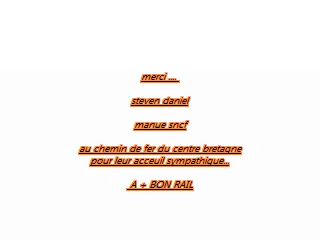 merci ....
steven daniel
manue sncf
au chemin de fer du centre bretagne
pour leur acceuil sympathique...
A + BON RAIL